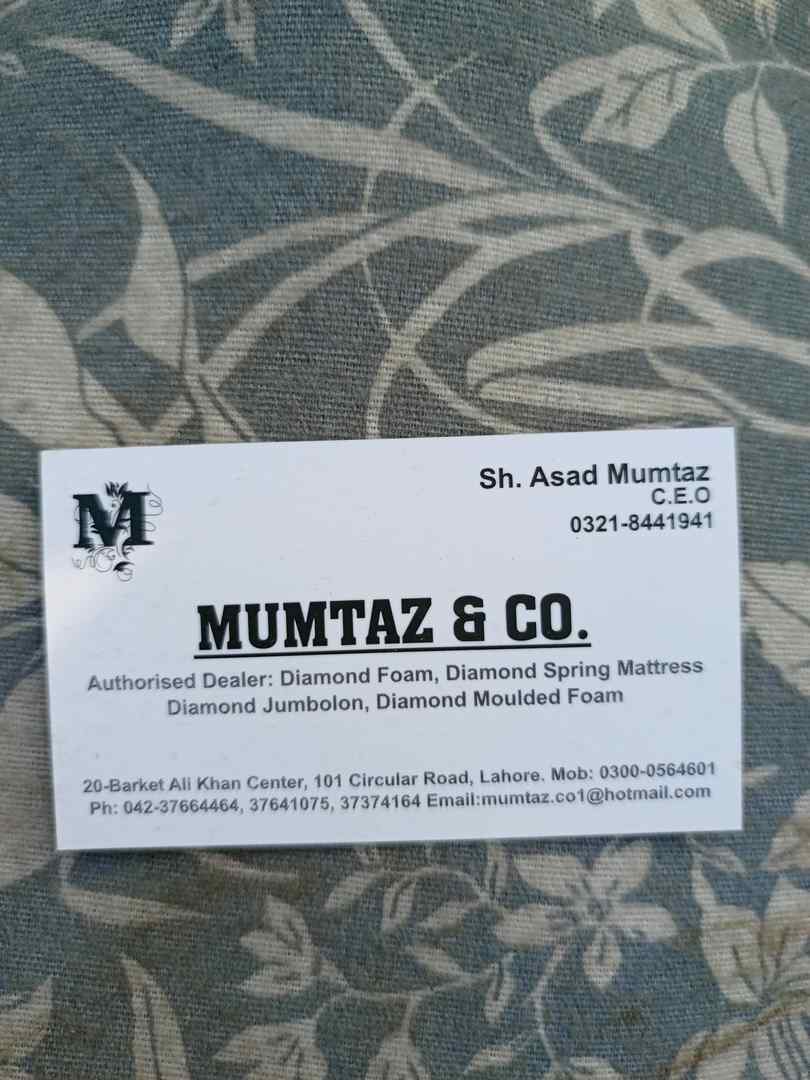 M
Sh. Asad Mumtaz
C.E.O
0321-8441941
MUMTAZ & CO.
Authorised Dealer: Diamond Foam, Diamond Spring Mattress
Diamond Jumbolon, Diamond Moulded Foam
20-Barket Ali Khan Center, 101 Circular Road, Lahore. Mob: 0300-0564601
Ph: 042-37664464, 37641075, 37374164 Email:mumtaz.co1@hotmail.com